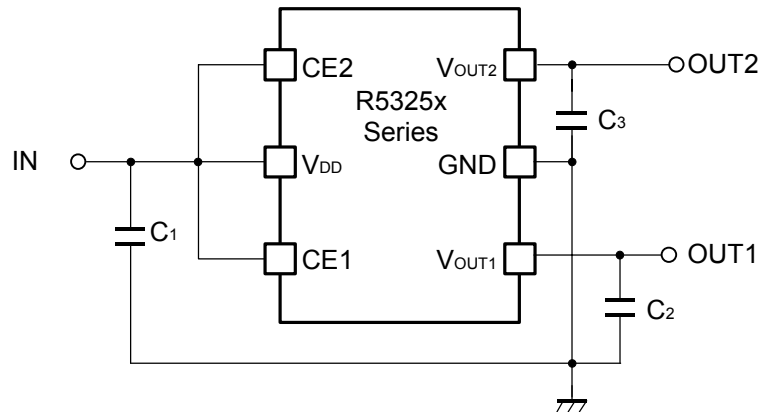 CE2
VOUT2
OUT2
R5325x
Series
C3
IN
VDD
GND
C1
CE1
VOUT1
OUT1
C2